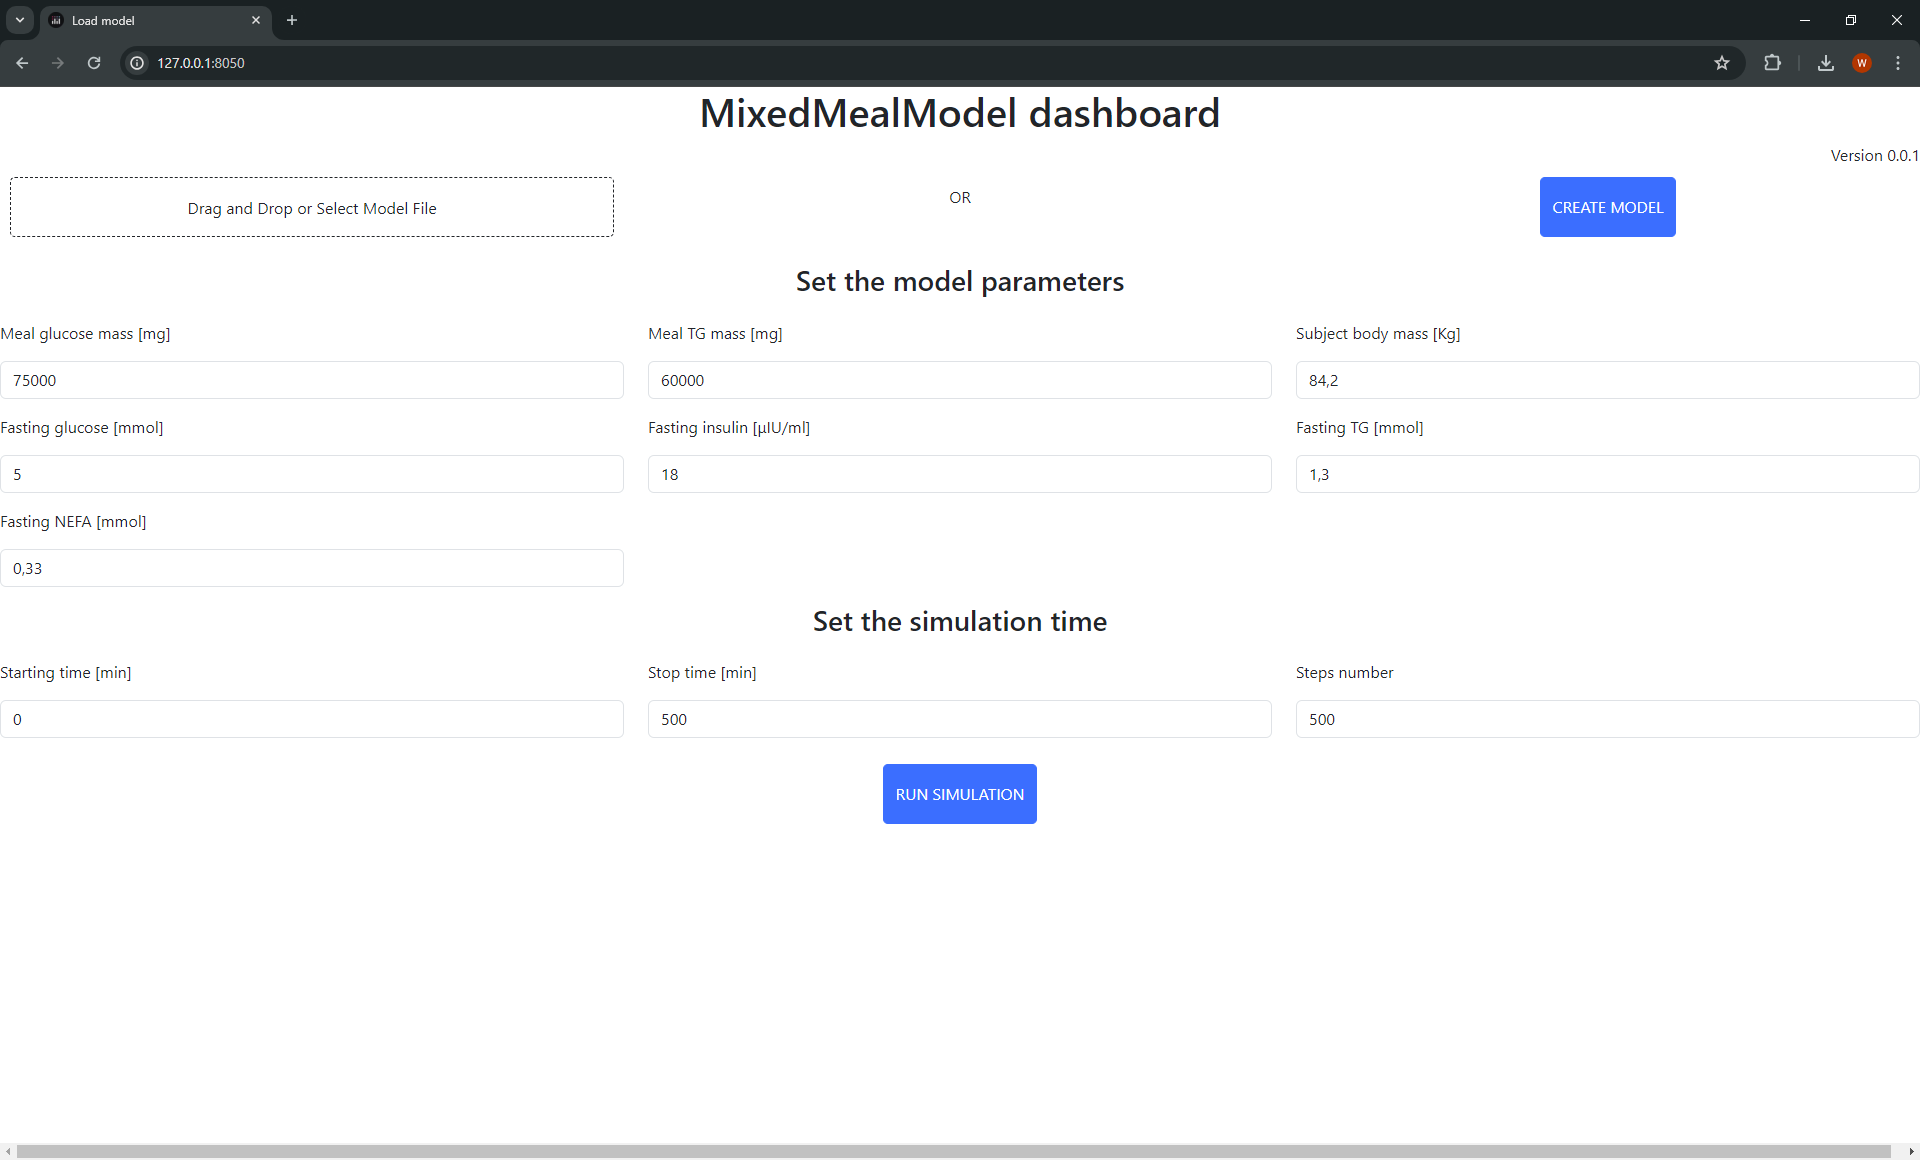 Load model
127.0.0.1:8050
W
MixedMealModel dashboard
Version 0.0.1
Drag and Drop or Select Model File
OR
CREATE MODEL
Set the model parameters
Meal glucose mass [mg]
Meal TG mass [mg]
Subject body mass [Kg]
75000
60000
84,2
Fasting glucose [mmol]
Fasting insulin [µIU/ml]
Fasting TG [mmol]
5
18
1,3
Fasting NEFA [mmol]
0,33
Set the simulation time
Starting time [min]
Stop time [min]
Steps number
0
500
500
RUN SIMULATION